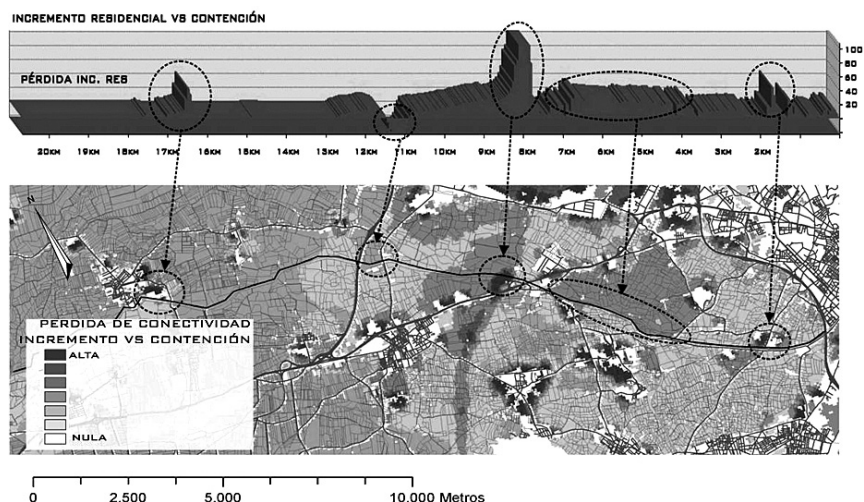 INCREMENTO RESIDENCIAL VS CONTENCIÓN
PÉRDIDA INC. RES
100
80
60
40
20
20KM 19KM 18KM 17KM 16KM 15KM 14KM 13KM 12KM 11KM 10KM 9KM 8KM 7KM 6KM 5KM 4KM 3KM 2KM
N
PERDIDA DE CONECTIVIDAD
INCREMENTO VS CONTENCIÓN
ALTA
NULA
0 2.500 5.000 10.000 Metros